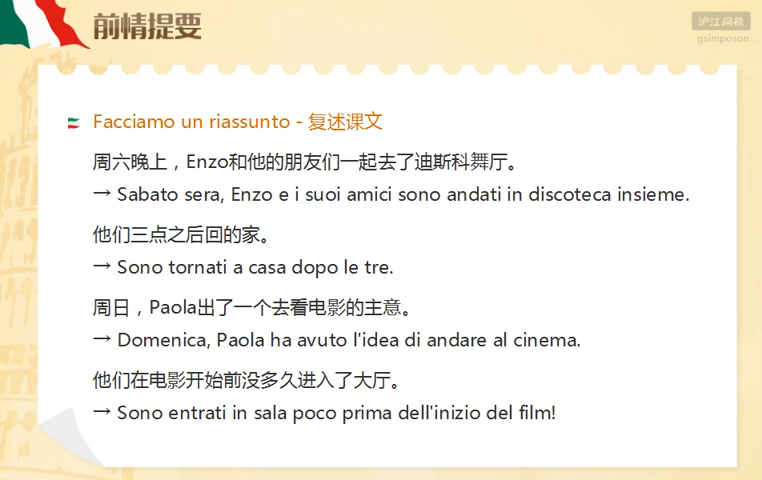 前情提要
沪江网校
gsimposon
Facciamo un riassunto - 复述课文
周六晚上，Enzo和他的朋友们一起去了迪斯科舞厅。
→ Sabato sera, Enzo e i suoi amici sono andati in discoteca insieme.
他们三点之后回的家。
→ Sono tornati a casa dopo le tre.
周日，Paola出了一个去看电影的主意。
→ Domenica, Paola ha avuto l'idea di andare al cinema.
他们在电影开始前没多久进入了大厅。
→ Sono entrati in sala poco prima dell'inizio del film!